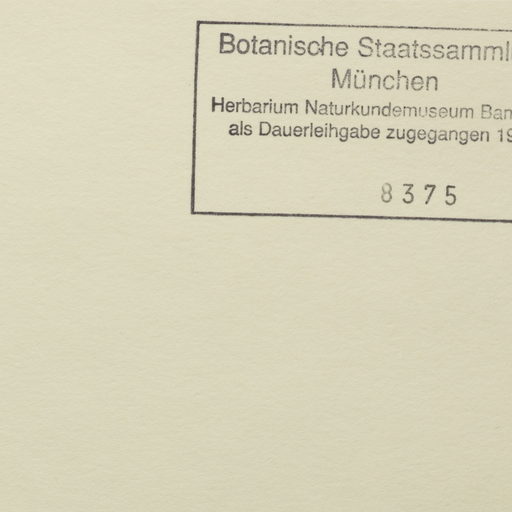 Botanische Staatssamml
München
Herbarium Naturkundemuseum Bam
als Dauerleihgabe zugegangen 19
8375